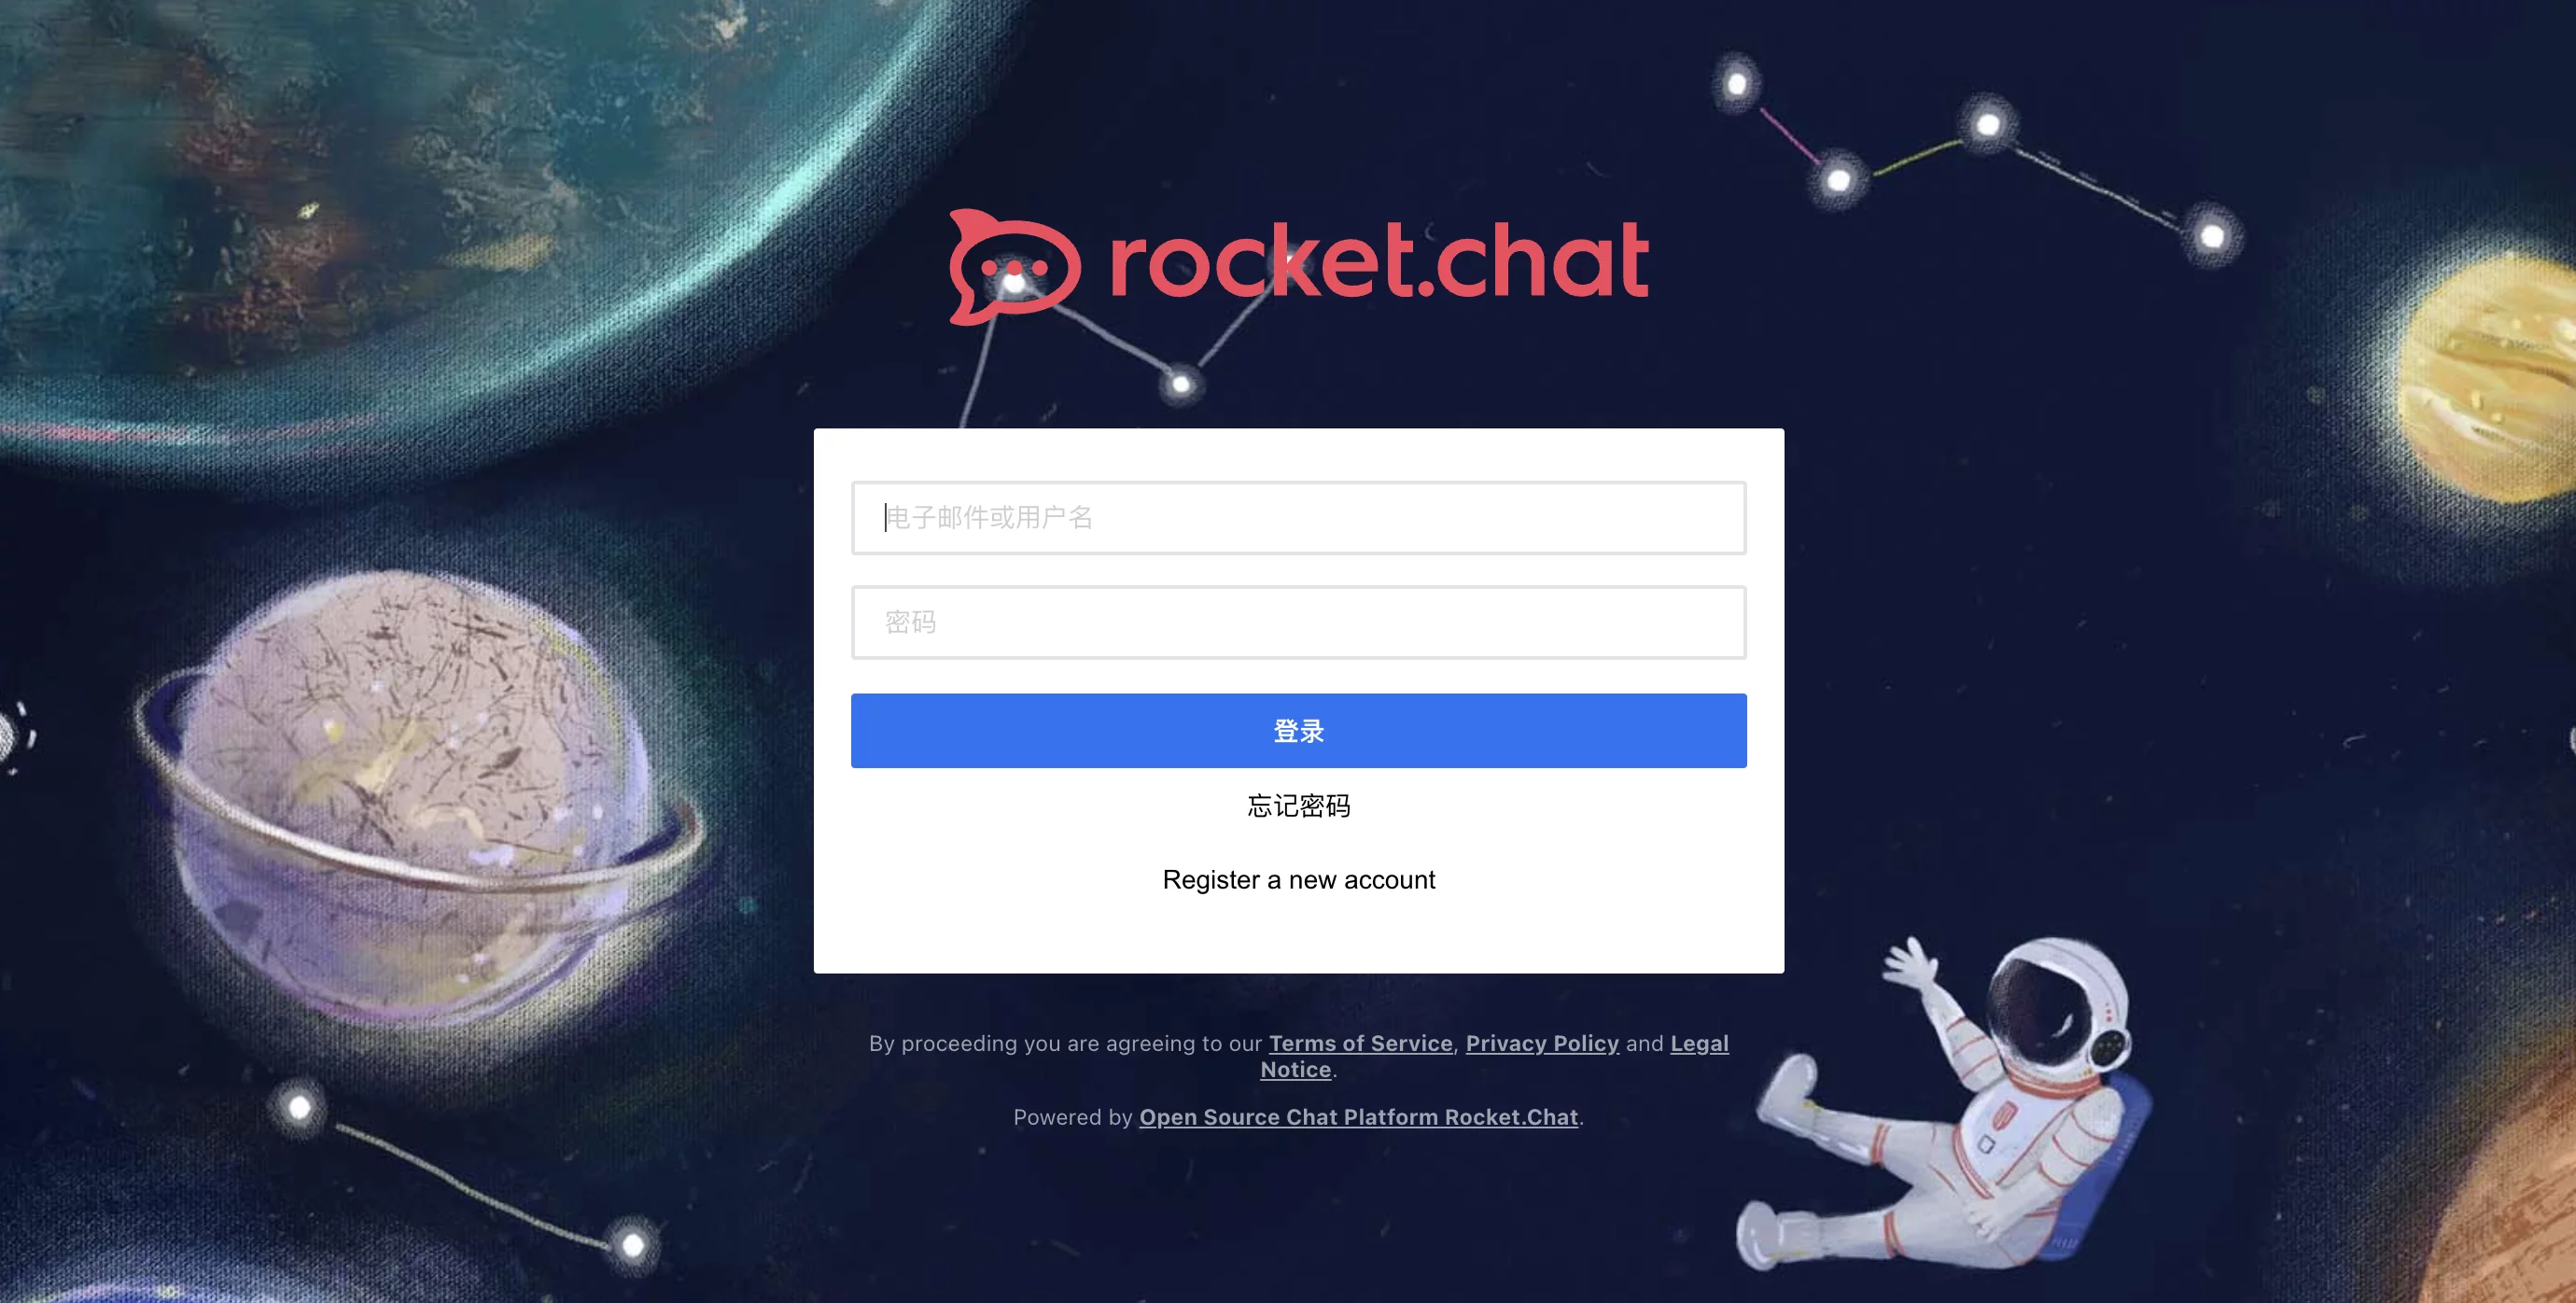 rocket.chat
电子邮件或用户名
密码
登录
忘记密码
Register a new account
By proceeding you are agreeing to our Terms of Service, Privacy Policy and Legal
Notice.
Powered by Open Source Chat Platform Rocket.Chat.